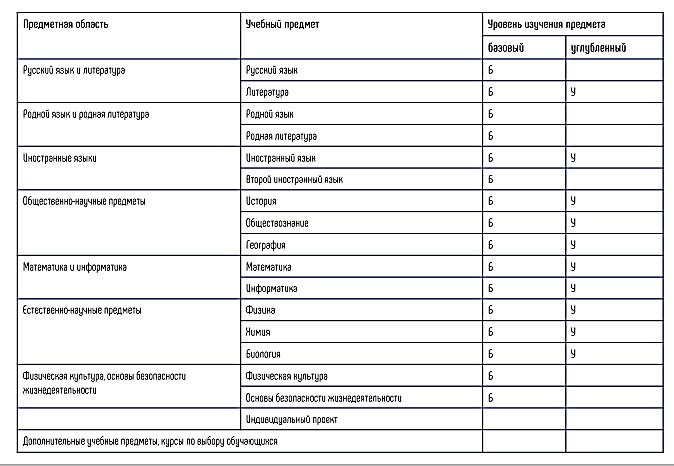 Предметная область Учебный предмет Уровень изучения предмета
базовый углубленный
Русский язык и литература Русский язык Б
Литература Б У
Родной язык и родная литература Родной язык Б
Родная литература Б
Иностранные языки Иностранный язык Б У
Второй иностранный язык Б
Общественно-научные предметы История Б У
Обществознание Б У
География Б У
Математика и информатика Математика Б У
Информатика Б У
Естественно-научные предметы Физика Б У
Химия Б У
Биология Б У
Физическая культура, основы безопасности Физическая культура Б
жизнедеятельности Основы безопасности жизнедеятельности Б
Индивидуальный проект
Дополнительные учебные предметы, курсы по выбору обучающихся